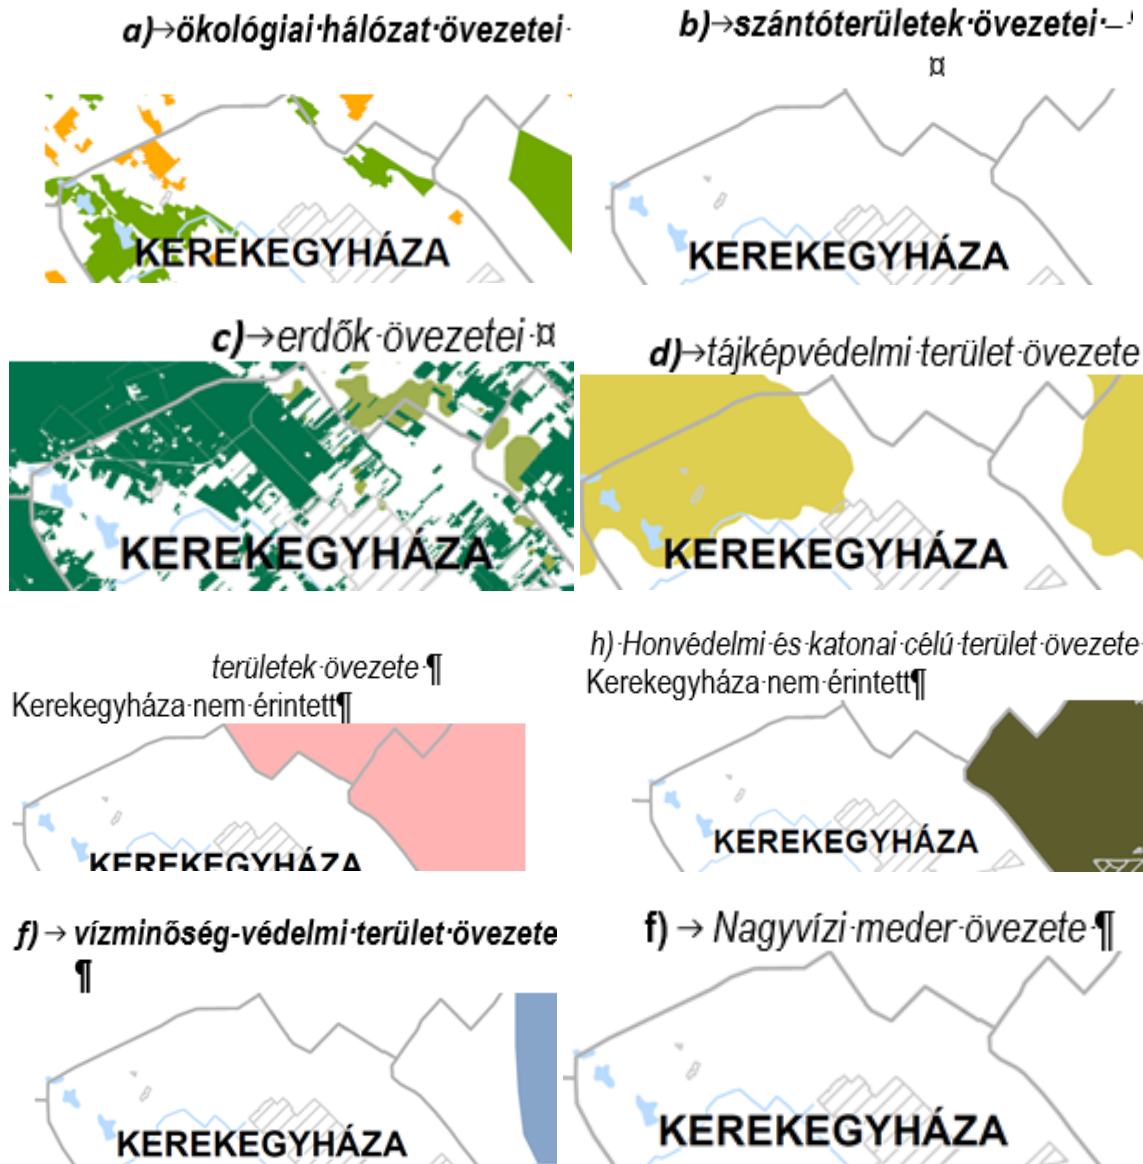 a)→ökológiai·hálózat·övezetei·
b)→szántóterületek·övezetei·–
¤
KEREKEGYHÁZA
KEREKEGYHÁZA
c)→erdők·övezetei·¤
d)→tájképvédelmi·terület·övezete
KEREKEGYHÁZA
KEREKEGYHÁZA
területek·övezete·¶
Kerekegyháza·nem·érintett¶
h)·Honvédelmi·és·katonai·célú·terület·övezete·
Kerekegyháza·nem·érintett¶
KEREKEGYHÁZA
KEREKEGYHÁZA
f)→vízminőség-védelmi·terület·övezete
¶
f)→Nagyvízi·meder·övezete·¶
KEREKEGYHÁZA
KEREKEGYHÁZA